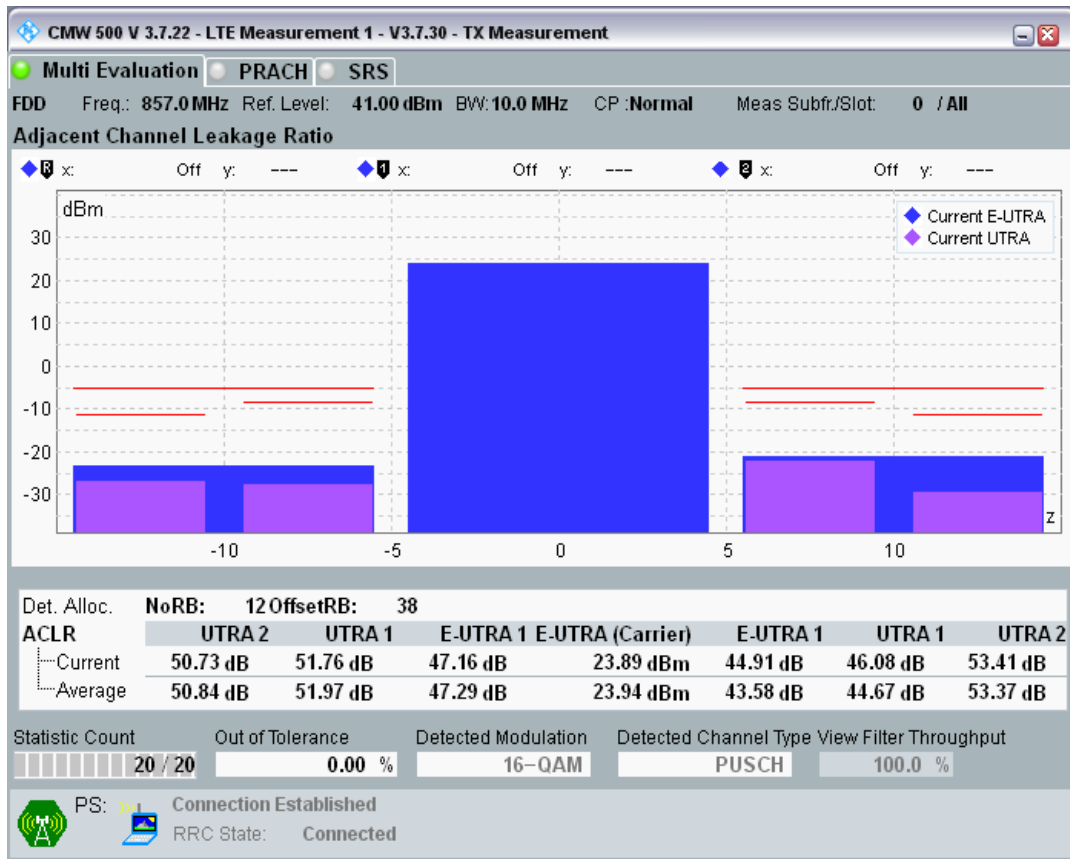 CMW 500 V 3.7.22 - LTE Measurement 1 - V3.7.30 - TX Measurement
Multi Evaluation PRACH SRS
FDD Freq.: 857.0 MHz Ref. Level: 41.00 dBm BW: 10.0 MHz CP :Normal Meas Subfr./Slot: 0 / All
Adjacent Channel Leakage Ratio
R x: Off y: --- 1 x: Off y: --- 2 x: Off y: ---
dBm
Current E-UTRA
Current UTRA
30
20
10
0
-10
-20
-30
z
-10 -5 0 5 10
Det. Alloc. NoRB: 12 OffsetRB: 38
ACLR UTRA 2 UTRA 1 E-UTRA 1 E-UTRA (Carrier) E-UTRA 1 UTRA 1 UTRA 2
Current 50.73 dB 51.76 dB 47.16 dB 23.89 dBm 44.91 dB 46.08 dB 53.41 dB
Average 50.84 dB 51.97 dB 47.29 dB 23.94 dBm 43.58 dB 44.67 dB 53.37 dB
Statistic Count Out of Tolerance Detected Modulation Detected Channel Type View Filter Throughput
20 / 20 0.00 % 16-QAM PUSCH 100.0 %
PS: Connection Established
RRC State: Connected